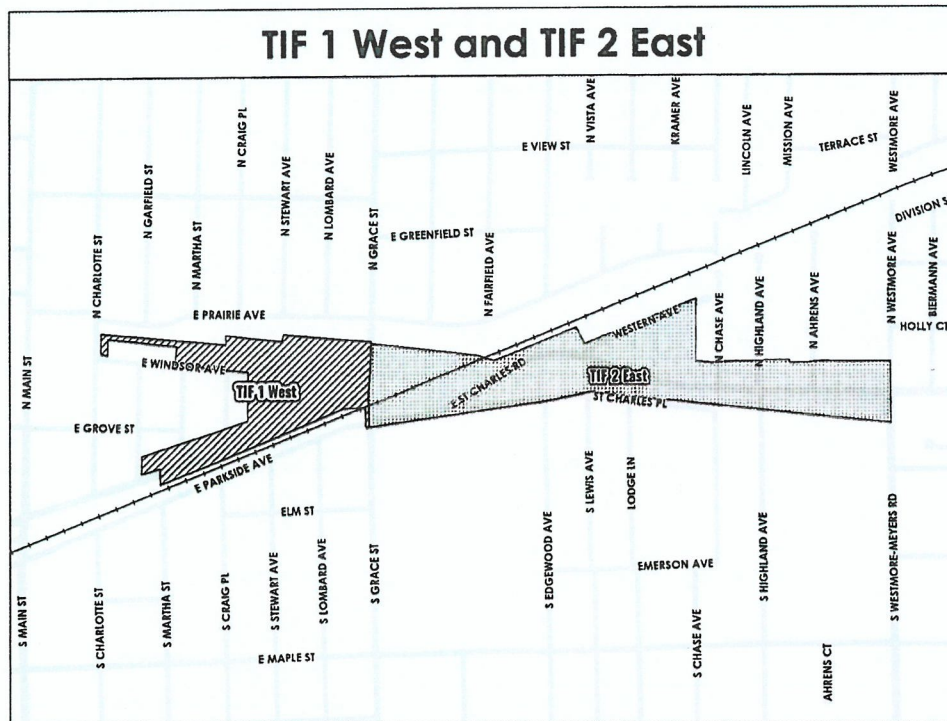 TIF 1 West and TIF 2 East
N VISTA AVE
KRAMER AVE
LINCOLN AVE
MISSION AVE
WESTMORE AVE
N CRAIG PL
E VIEW ST
TERRACE ST
N GARFIELD ST
N STEWART AVE
N LOMBARD AVE
DIVISION S
N CHARLOTTE ST
N MARTHA ST
N GRACE ST
E GREENFIELD ST
N FAIRFIELD AVE
N WESTMORE AVE
BIERMANN AVE
E PRAIRIE AVE
WESTERN AVE
N CHASE AVE
N HIGHLAND AVE
N AHRENS AVE
HOLLY CT
N MAIN ST
E WINDSOR AVE
TIF 1 West
E ST CHARLES RD
TIF 2 East
ST CHARLES PL
E GROVE ST
E PARKSIDE AVE
ELM ST
S LEWIS AVE
LODGE LN
S MAIN ST
S CHARLOTTE ST
S MARTHA ST
S CRAIG PL
S STEWART AVE
S LOMBARD AVE
S GRACE ST
S EDGEWOOD AVE
EMERSON AVE
S HIGHLAND AVE
S WESTMORE-MEYERS RD
E MAPLE ST
S CHASE AVE
AHRENS CT